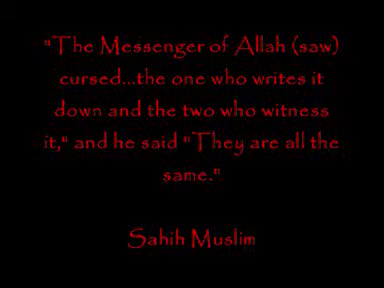 "The Messenger of Allah (saw)
cursed...the one who writes it
down and the two who witness
it," and he said "They are all the
same."
Sahih Muslim